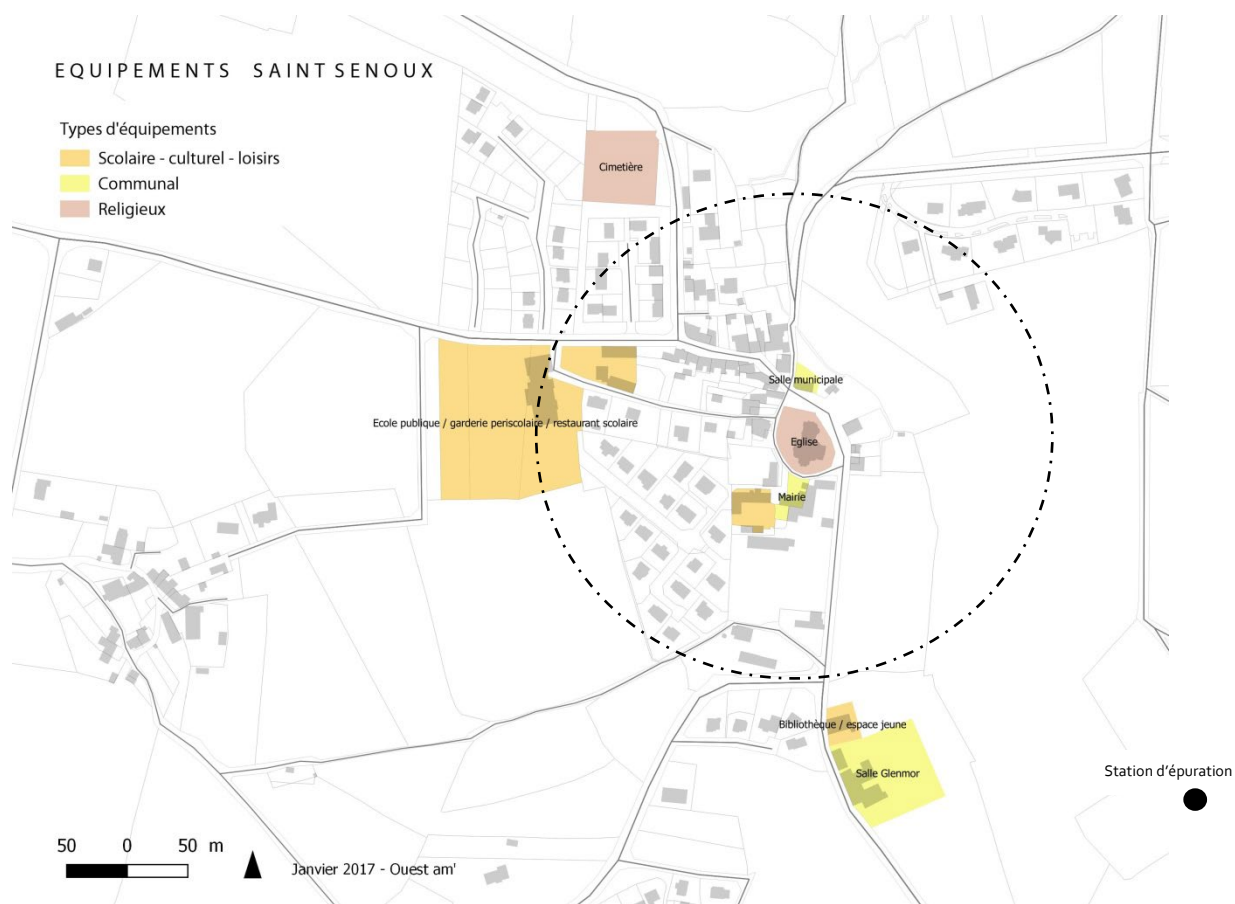 EQUIPEMENTS SAINT SENOUX
Types d'équipements
Scolaire - culturel - loisirs
Communal
Religieux
Cimetière
Salle municipale
Ecole publique / garderie periscolaire / restaurant scolaire
Eglise
Mairie
Bibliothèque / espace jeune
Salle Glenmor
Station d'épuration
50 0 50 m
Janvier 2017 - Ouest am'